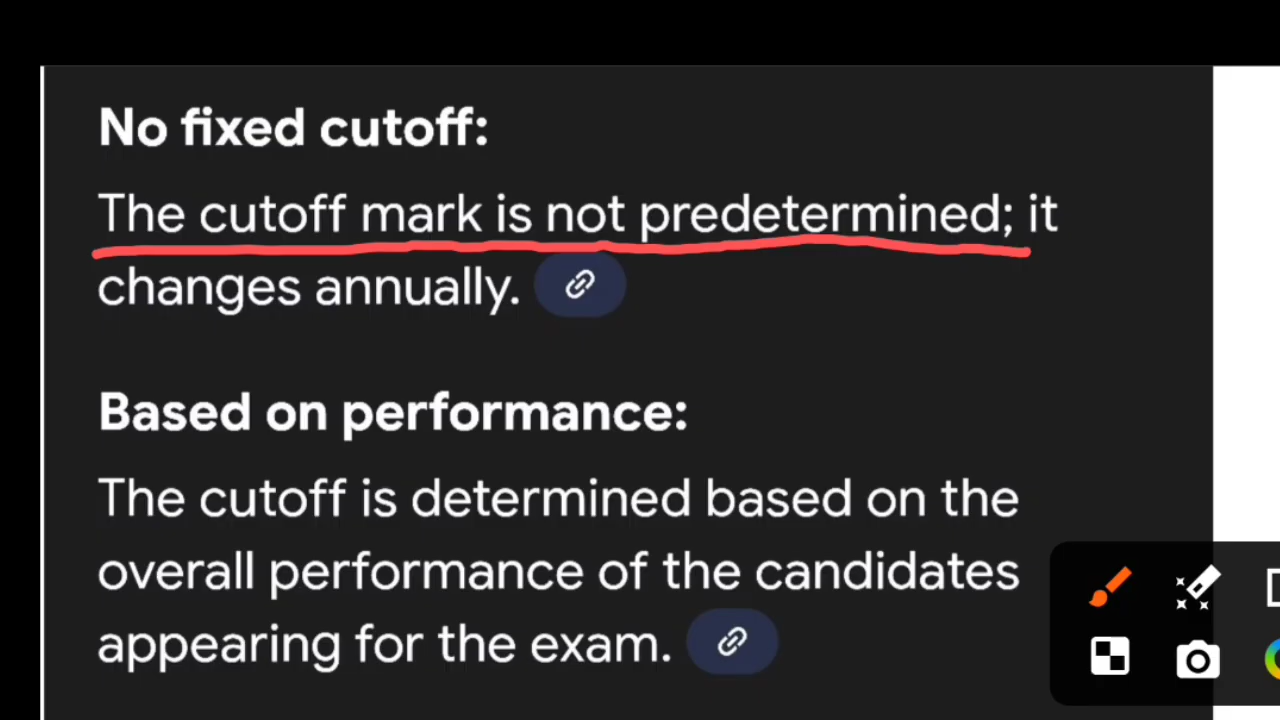 No fixed cutoff:
The cutoff mark is not predetermined; it
changes annually.
Based on performance:
The cutoff is determined based on the
overall performance of the candidates
appearing for the exam.